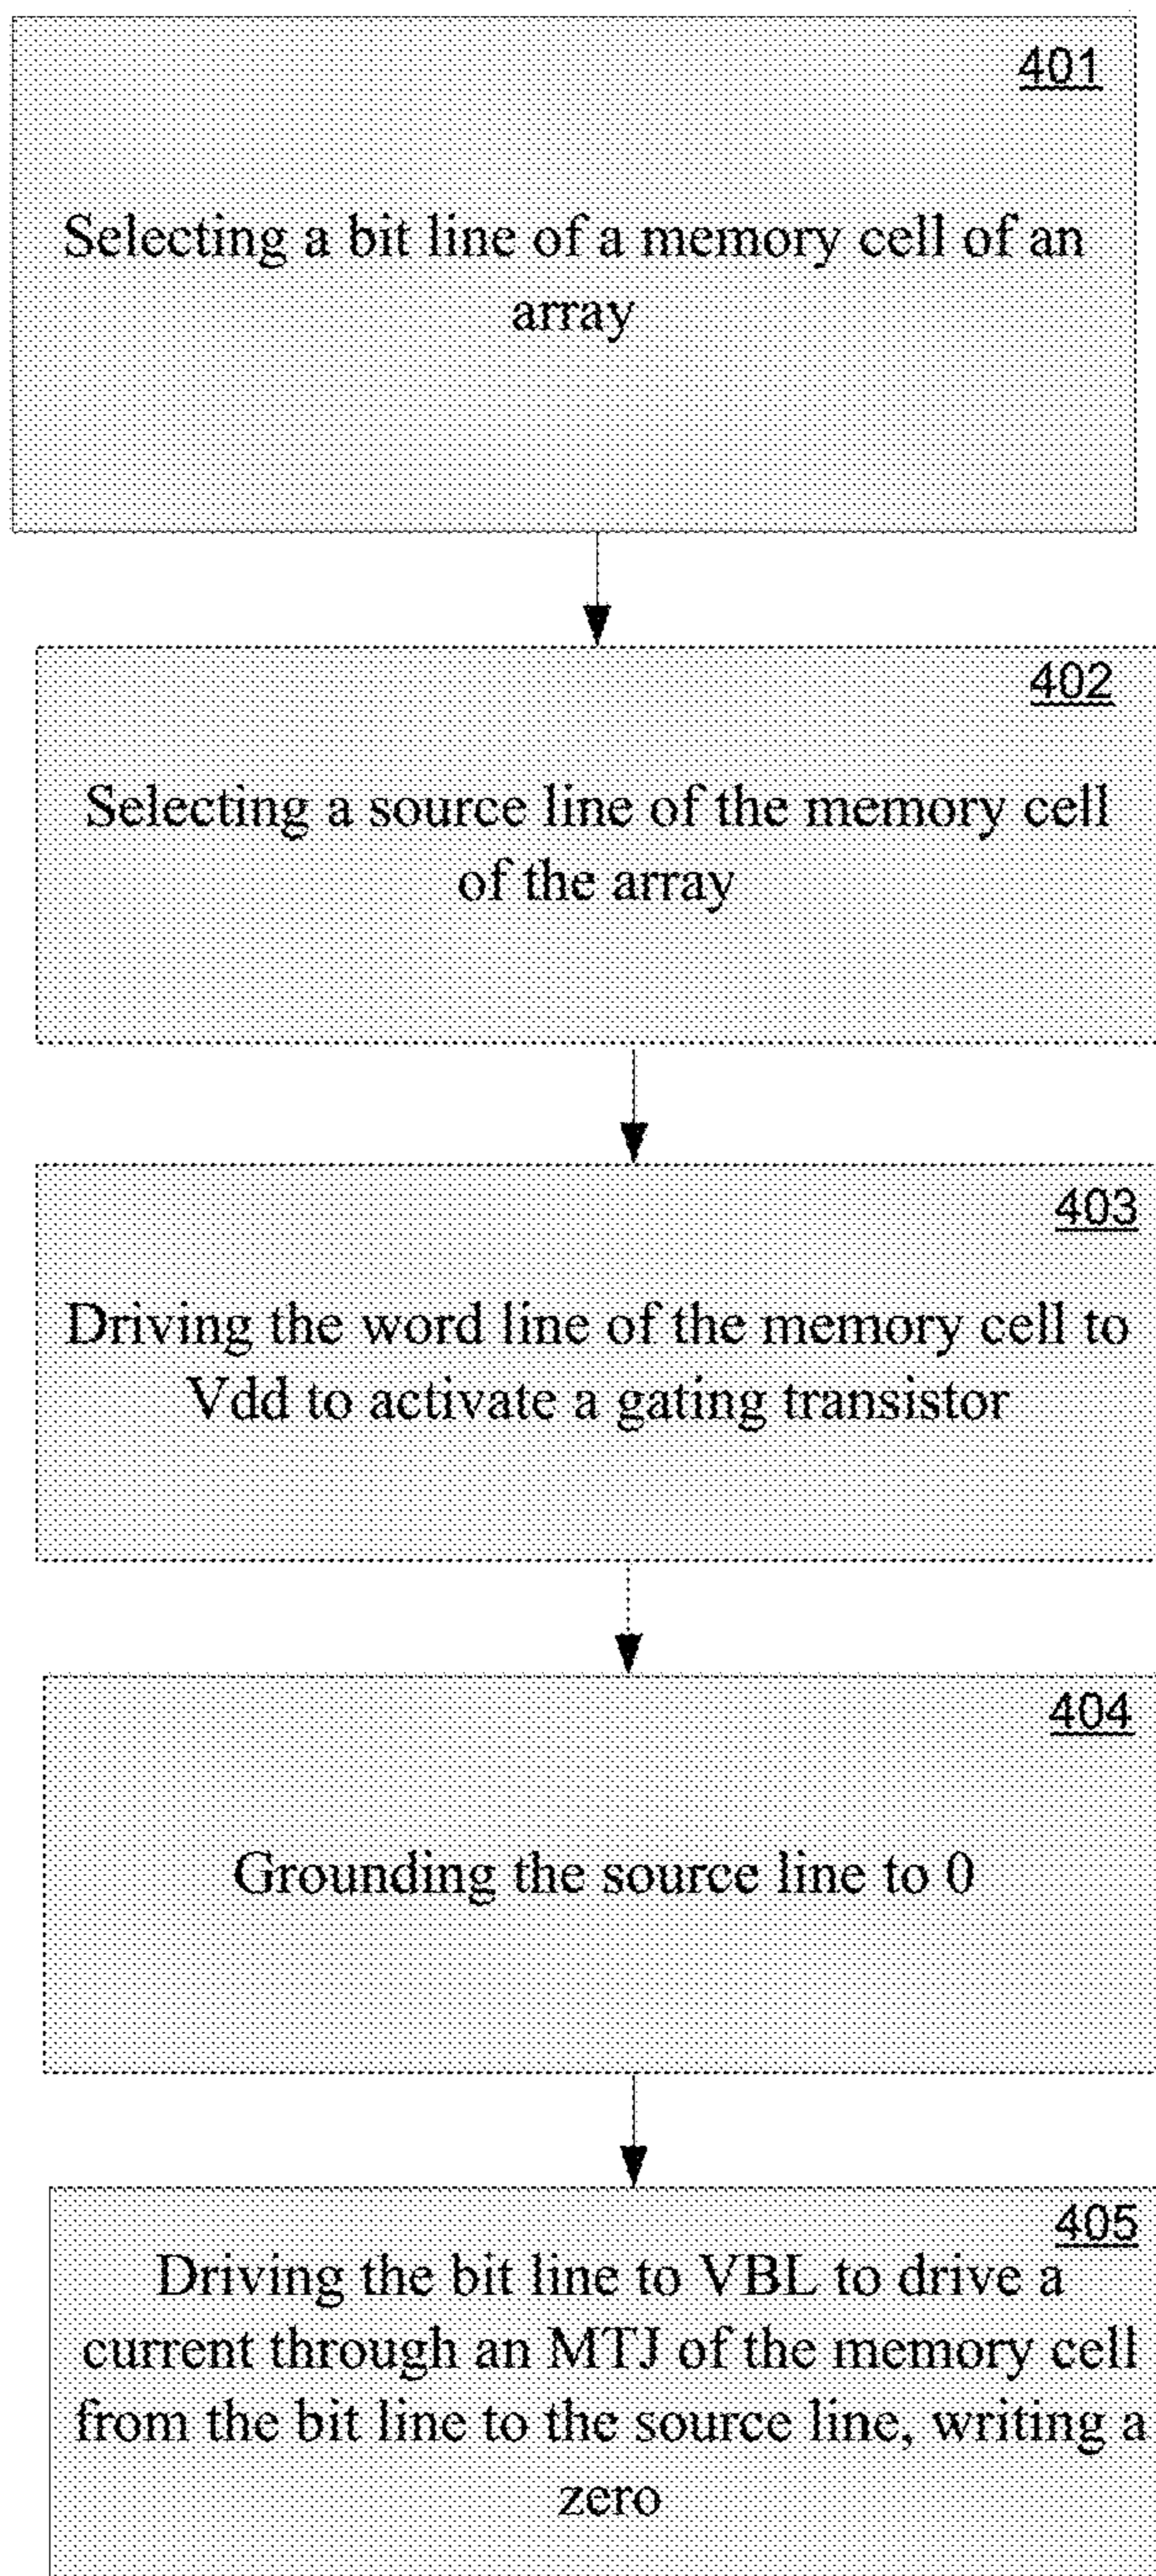 401
Selecting a bit line of a memory cell of an
array
402
Selecting a source line of the memory cell
of the array
403
Driving the word line of the memory cell to
Vdd to activate a gating transistor
404
Grounding the source line to 0
405
Driving the bit line to VBL to drive a
current through an MTJ of the memory cell
from the bit line to the source line, writing a
zero